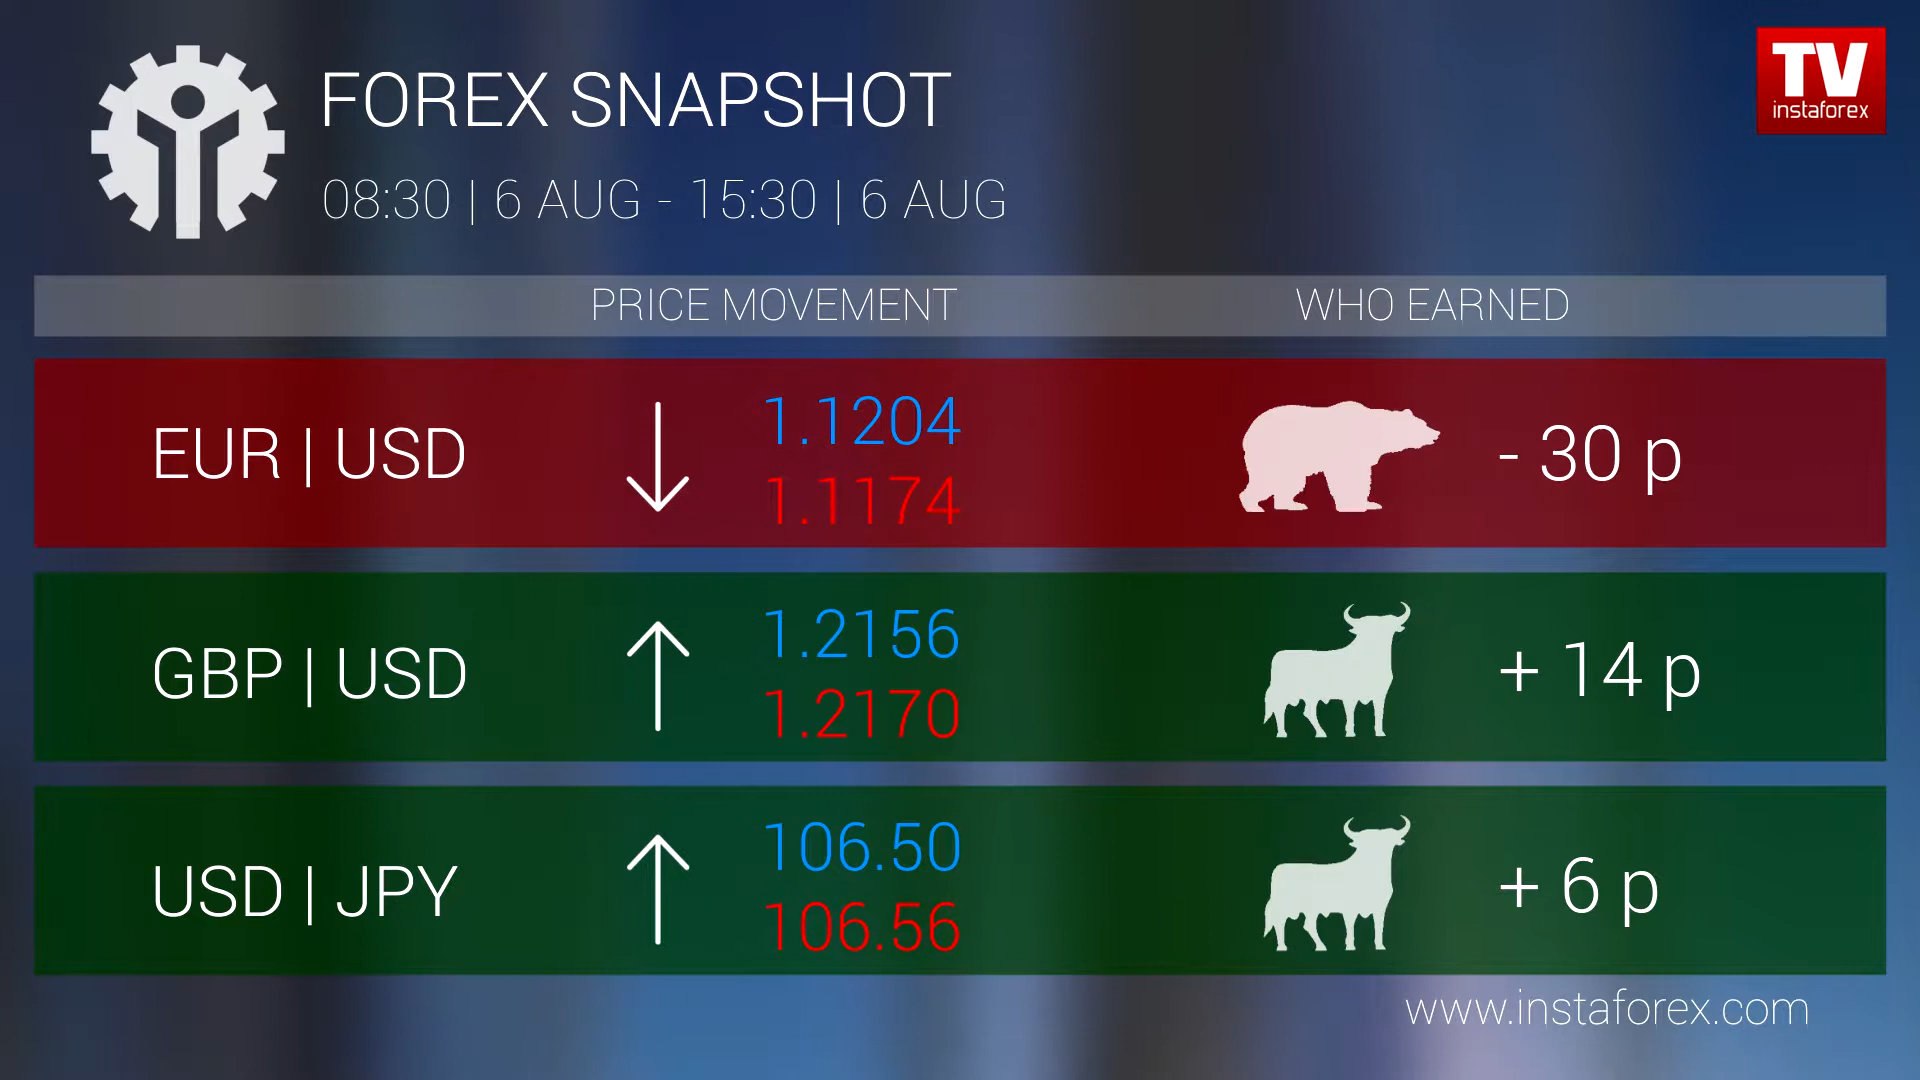 FOREX SNAPSHOT
TV
instaforex
08:30 | 6 AUG - 15:30 | 6 AUG
PRICE MOVEMENT WHO EARNED
EUR | USD 1.1204 - 30 p
1.1174
GBP | USD 1.2156 + 14 p
1.2170
USD | JPY 106.50 + 6 p
106.56
www.instaforex.com